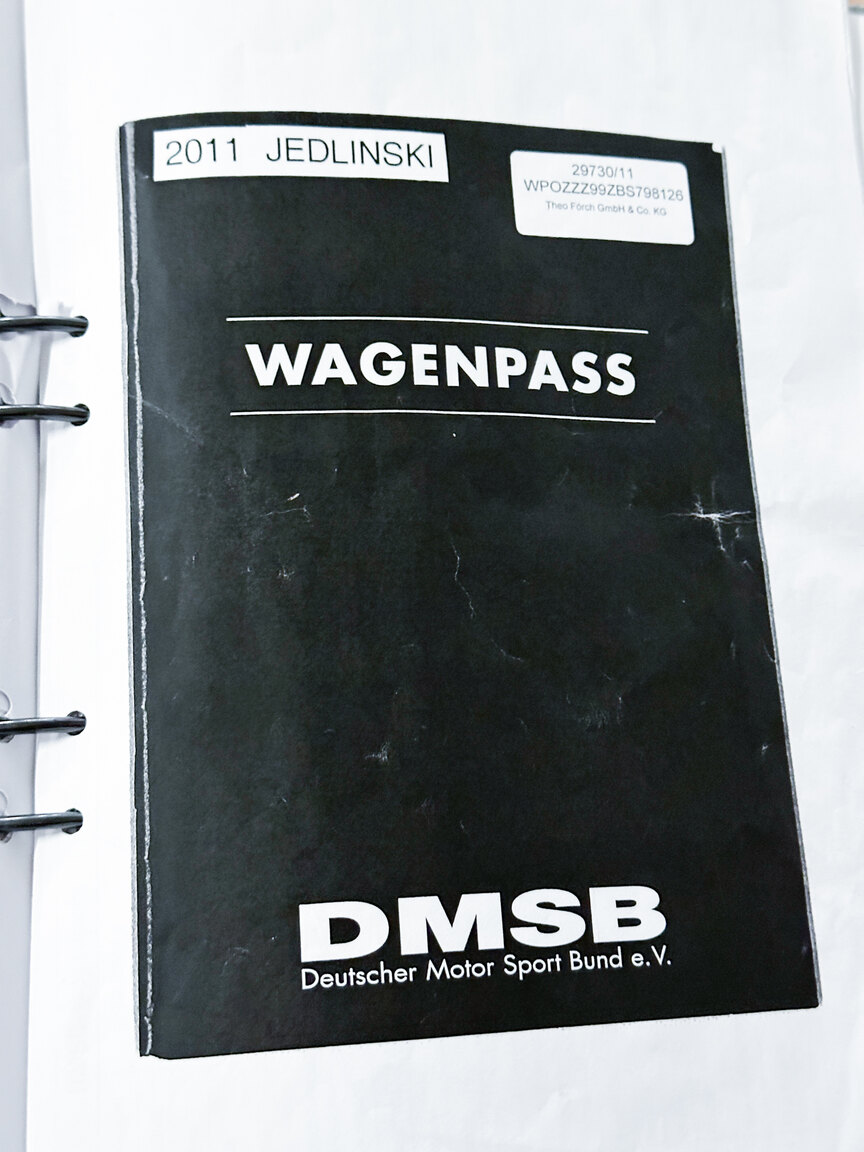 2011 JEDLINSKI
29730/11
WPOZZZ99ZBS798126
Theo Förch GmbH & Co. KG
WAGENPASS
DMSB
Deutscher Motor Sport Bund e.V.